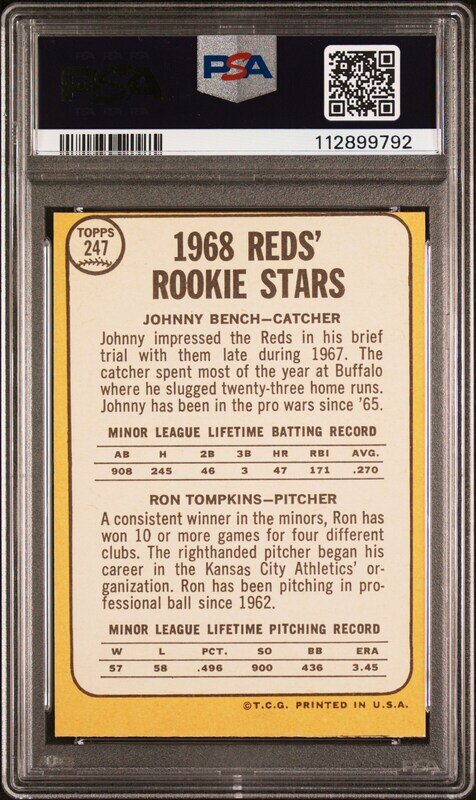 PSA
112899792
TOPPS
247
1968 REDS'
ROOKIE STARS
JOHNNY BENCH—CATCHER
Johnny impressed the Reds in his brief
trial with them late during 1967. The
catcher spent most of the year at Buffalo
where he slugged twenty-three home runs.
Johnny has been in the pro wars since '65.
MINOR LEAGUE LIFETIME BATTING RECORD
AB H 2B 3B HR RBI AVG.
908 245 46 3 47 171 .270
RON TOMPKINS—PITCHER
A consistent winner in the minors, Ron has
won 10 or more games for four different
clubs. The righthanded pitcher began his
career in the Kansas City Athletics' or-
ganization. Ron has been pitching in pro-
fessional ball since 1962.
MINOR LEAGUE LIFETIME PITCHING RECORD
W L PCT. SO BB ERA
57 58 .496 900 436 3.45
©T.C.G. PRINTED IN U.S.A.
PSA